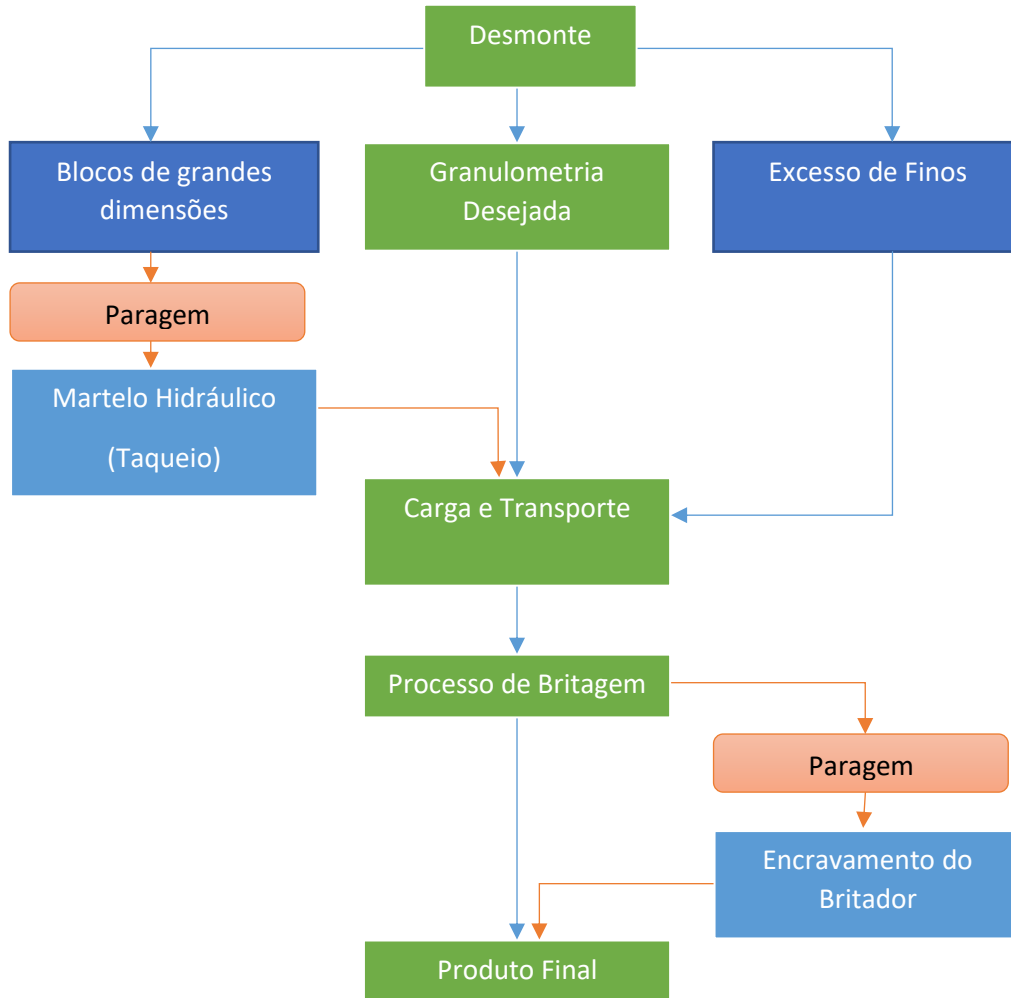 Desmonte
Blocos de grandes
dimensões
Granulometria
Desejada
Excesso de Finos
Paragem
Martelo Hidráulico
(Taqueio)
Carga e Transporte
Processo de Britagem
Paragem
Encravamento do
Britador
Produto Final